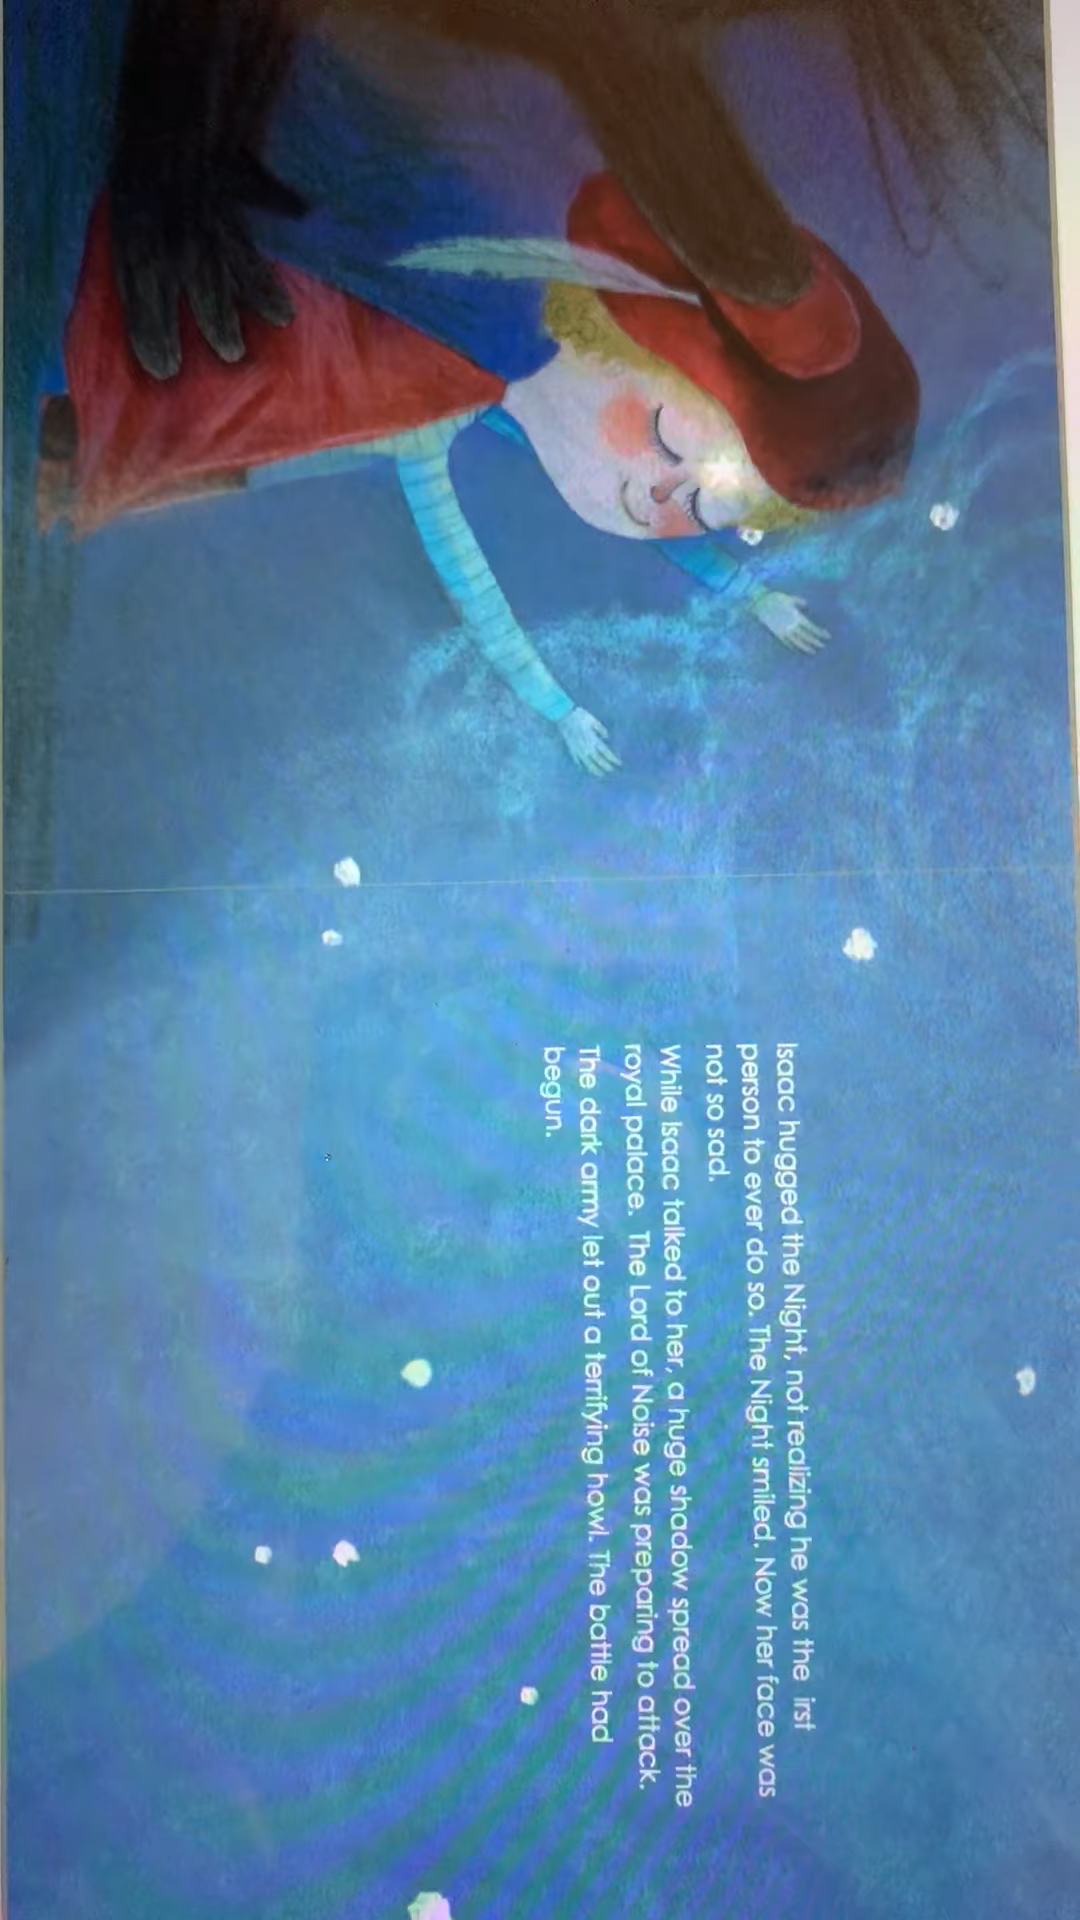 Isaac hugged the Night, not realizing he was the irst
person to ever do so. The Night smiled. Now her face was
not so sad.
While Isaac talked to her, a huge shadow spread over the
royal palace. The Lord of Noise was preparing to attack.
The dark army let out a terrifying howl. The battle had
begun.